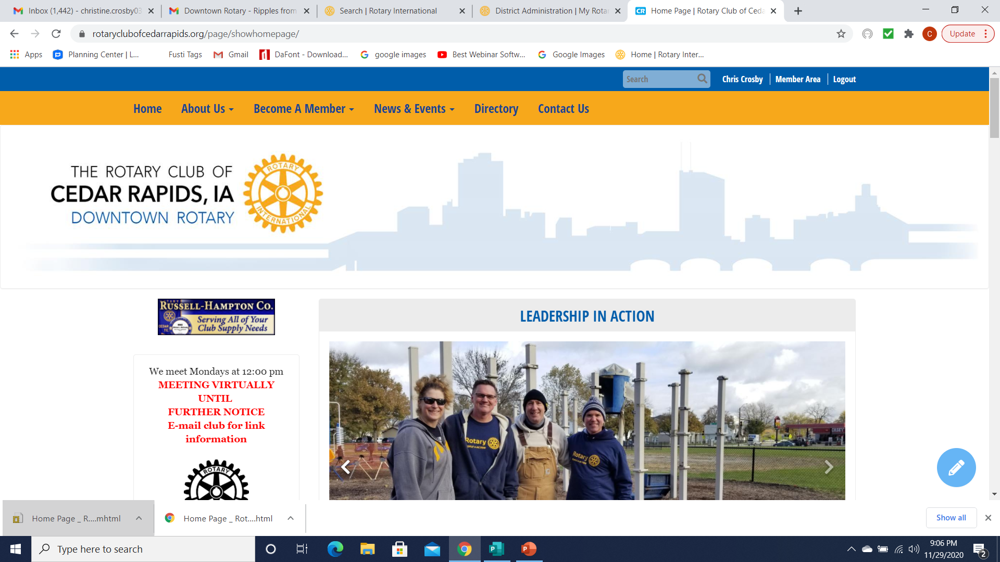 Inbox (1,442) - christine.crosby03
Downtown Rotary - Ripples from
Search | Rotary International
District Administration | My Rota
CR Home Page | Rotary Club of Ceda
rotaryclubofcedarrapids.org/page/showhomepage/
C
Update
Apps
Planning Center | L...
Fusti Tags
Gmail
DaFont - Download...
google images
Best Webinar Softw...
Google Images
Home | Rotary Inter...
Search
Chris Crosby
Member Area
Logout
Home
About Us
Become A Member
News & Events
Directory
Contact Us
THE ROTARY CLUB OF
CEDAR RAPIDS, IA
DOWNTOWN ROTARY
ROTARY
INTERNATIONAL
RUSSELL-HAMPTON CO.
Serving All of Your
Club Supply Needs
LEADERSHIP IN ACTION
We meet Mondays at 12:00 pm
MEETING VIRTUALLY
UNTIL
FURTHER NOTICE
E-mail club for link
information
ROTARY
Rotary
Rotary
CASEY
Home Page _ R....mhtml
Home Page _ Rot....html
Show all
Type here to search
9:06 PM
11/29/2020
2